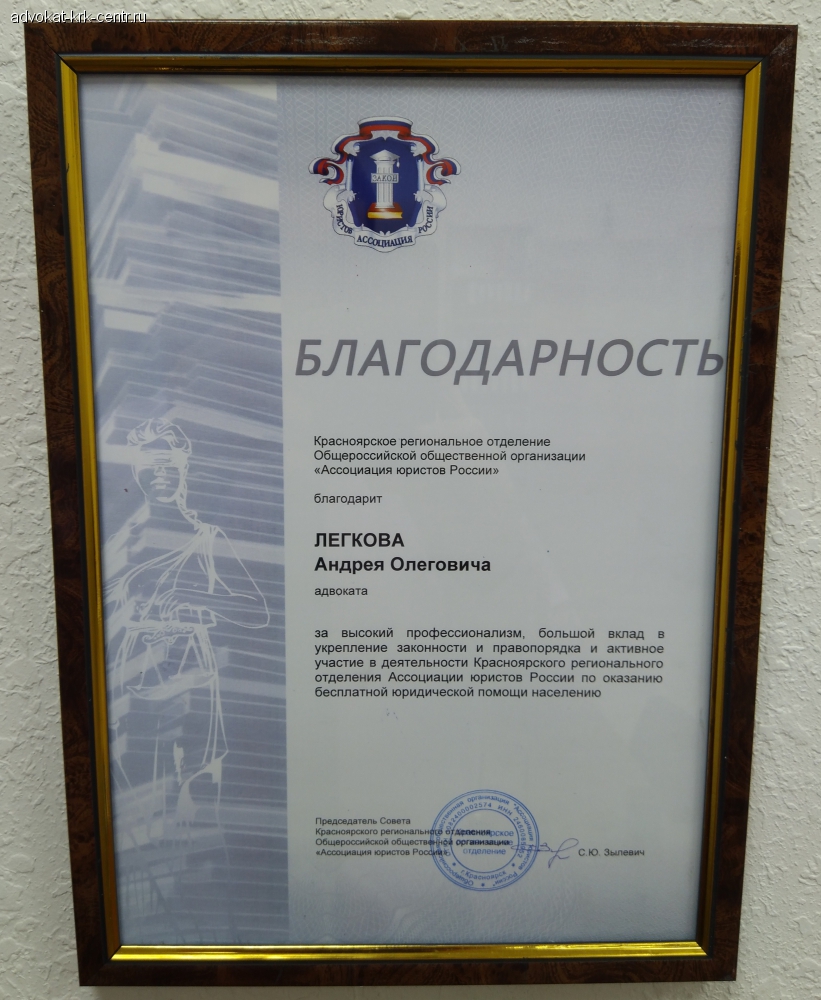 advokat-krk-centr.ru
ЗАКОН
ЮРИСТОВ АССОЦИАЦИЯ РОССИИ
БЛАГОДАРНОСТЬ
Красноярское региональное отделение
Общероссийской общественной организации
«Ассоциация юристов России»
благодарит
ЛЕГКОВА
Андрея Олеговича
адвоката
за высокий профессионализм, большой вклад в
укрепление законности и правопорядка и активное
участие в деятельности Красноярского регионального
отделения Ассоциации юристов России по оказанию
бесплатной юридической помощи населению
Председатель Совета
Красноярского регионального отделения
Общероссийской общественной организации
«Ассоциация юристов России»
С.Ю. Зылевич
отделение
г.Красноярск